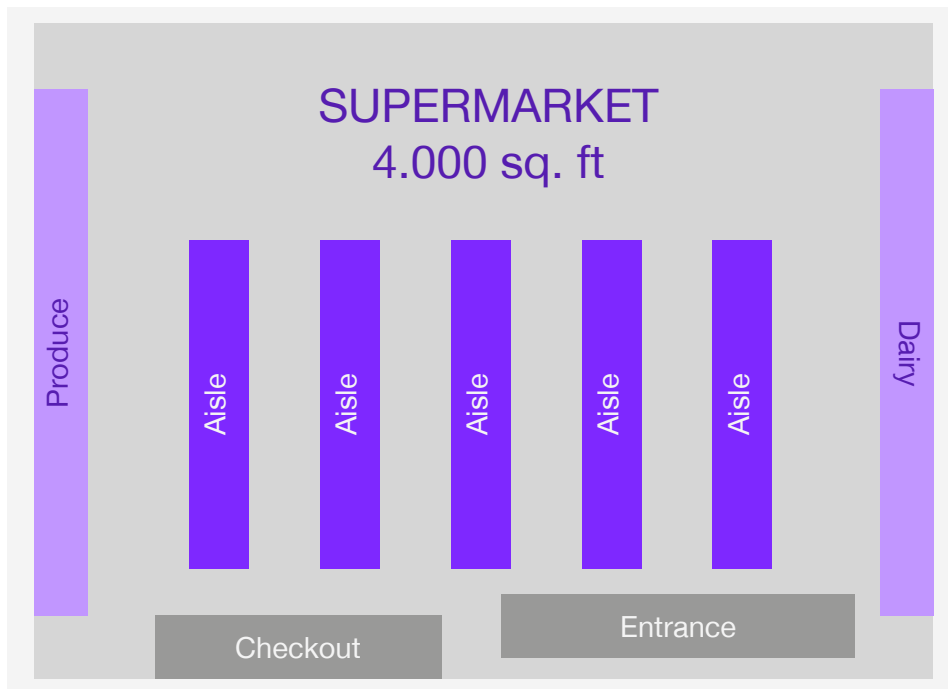 SUPERMARKET
4.000 sq. ft
Produce
Aisle
Aisle
Aisle
Aisle
Aisle
Dairy
Checkout
Entrance